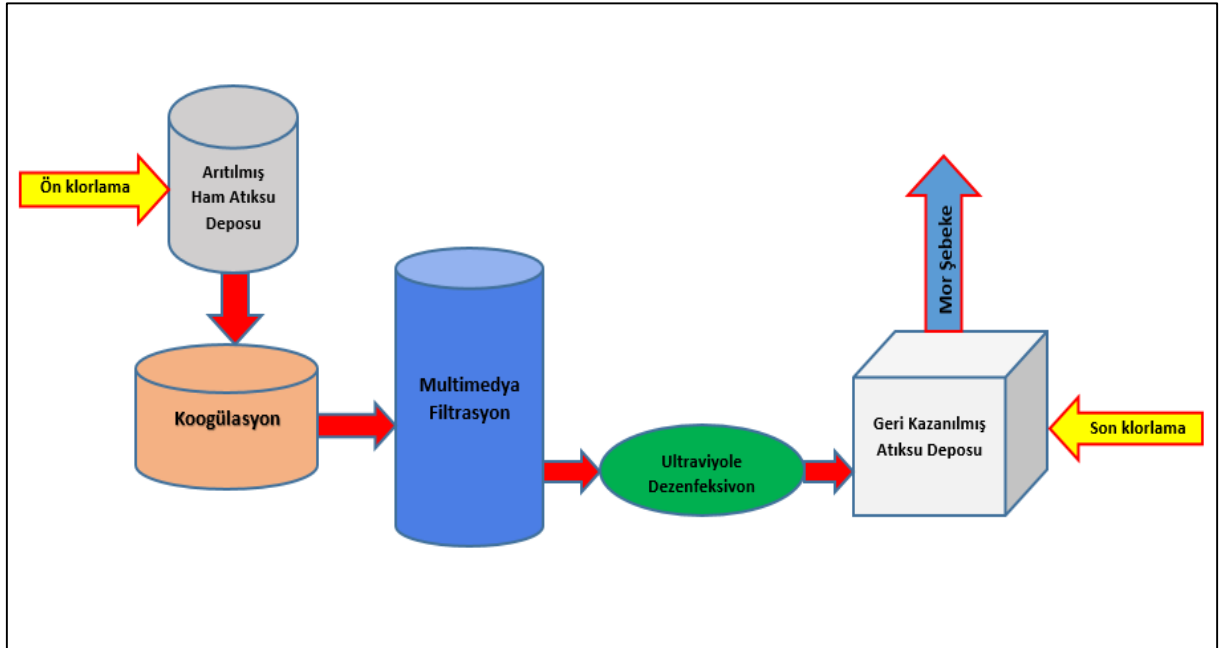 Ön klorlama
Arıtılmış
Ham Atıksu
Deposu
Koogülasyon
Multimedya
Filtrasyon
Ultraviyole
Dezenfeksivon
Mor Şebeke
Geri Kazanılmış
Atıksu Deposu
Son klorlama